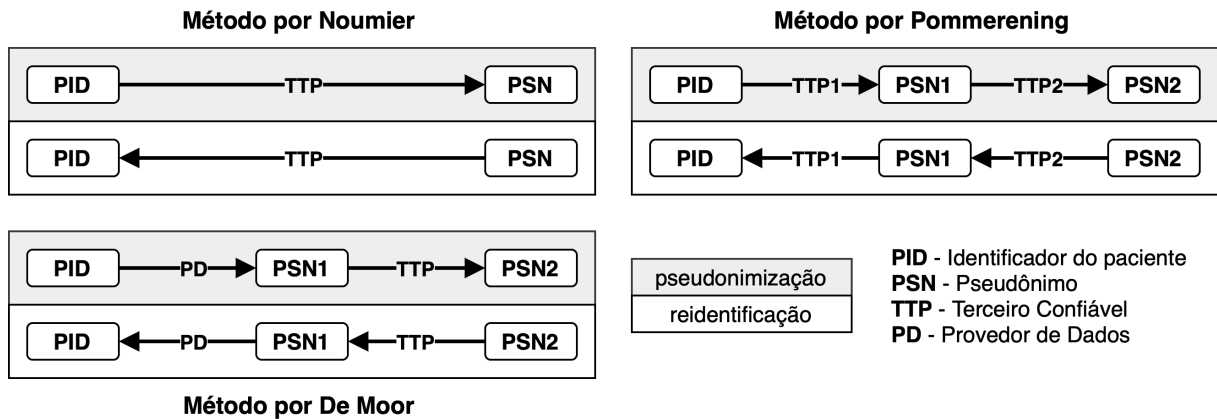 Método por Noumier
PID TTP PSN
PID TTP PSN
Método por Pommerening
PID TTP1 PSN1 TTP2 PSN2
PID TTP1 PSN1 TTP2 PSN2
PID PD PSN1 TTP PSN2
PID PD PSN1 TTP PSN2
Método por De Moor
pseudonimização
reidentificação
PID - Identificador do paciente
PSN - Pseudônimo
TTP - Terceiro Confiável
PD - Provedor de Dados